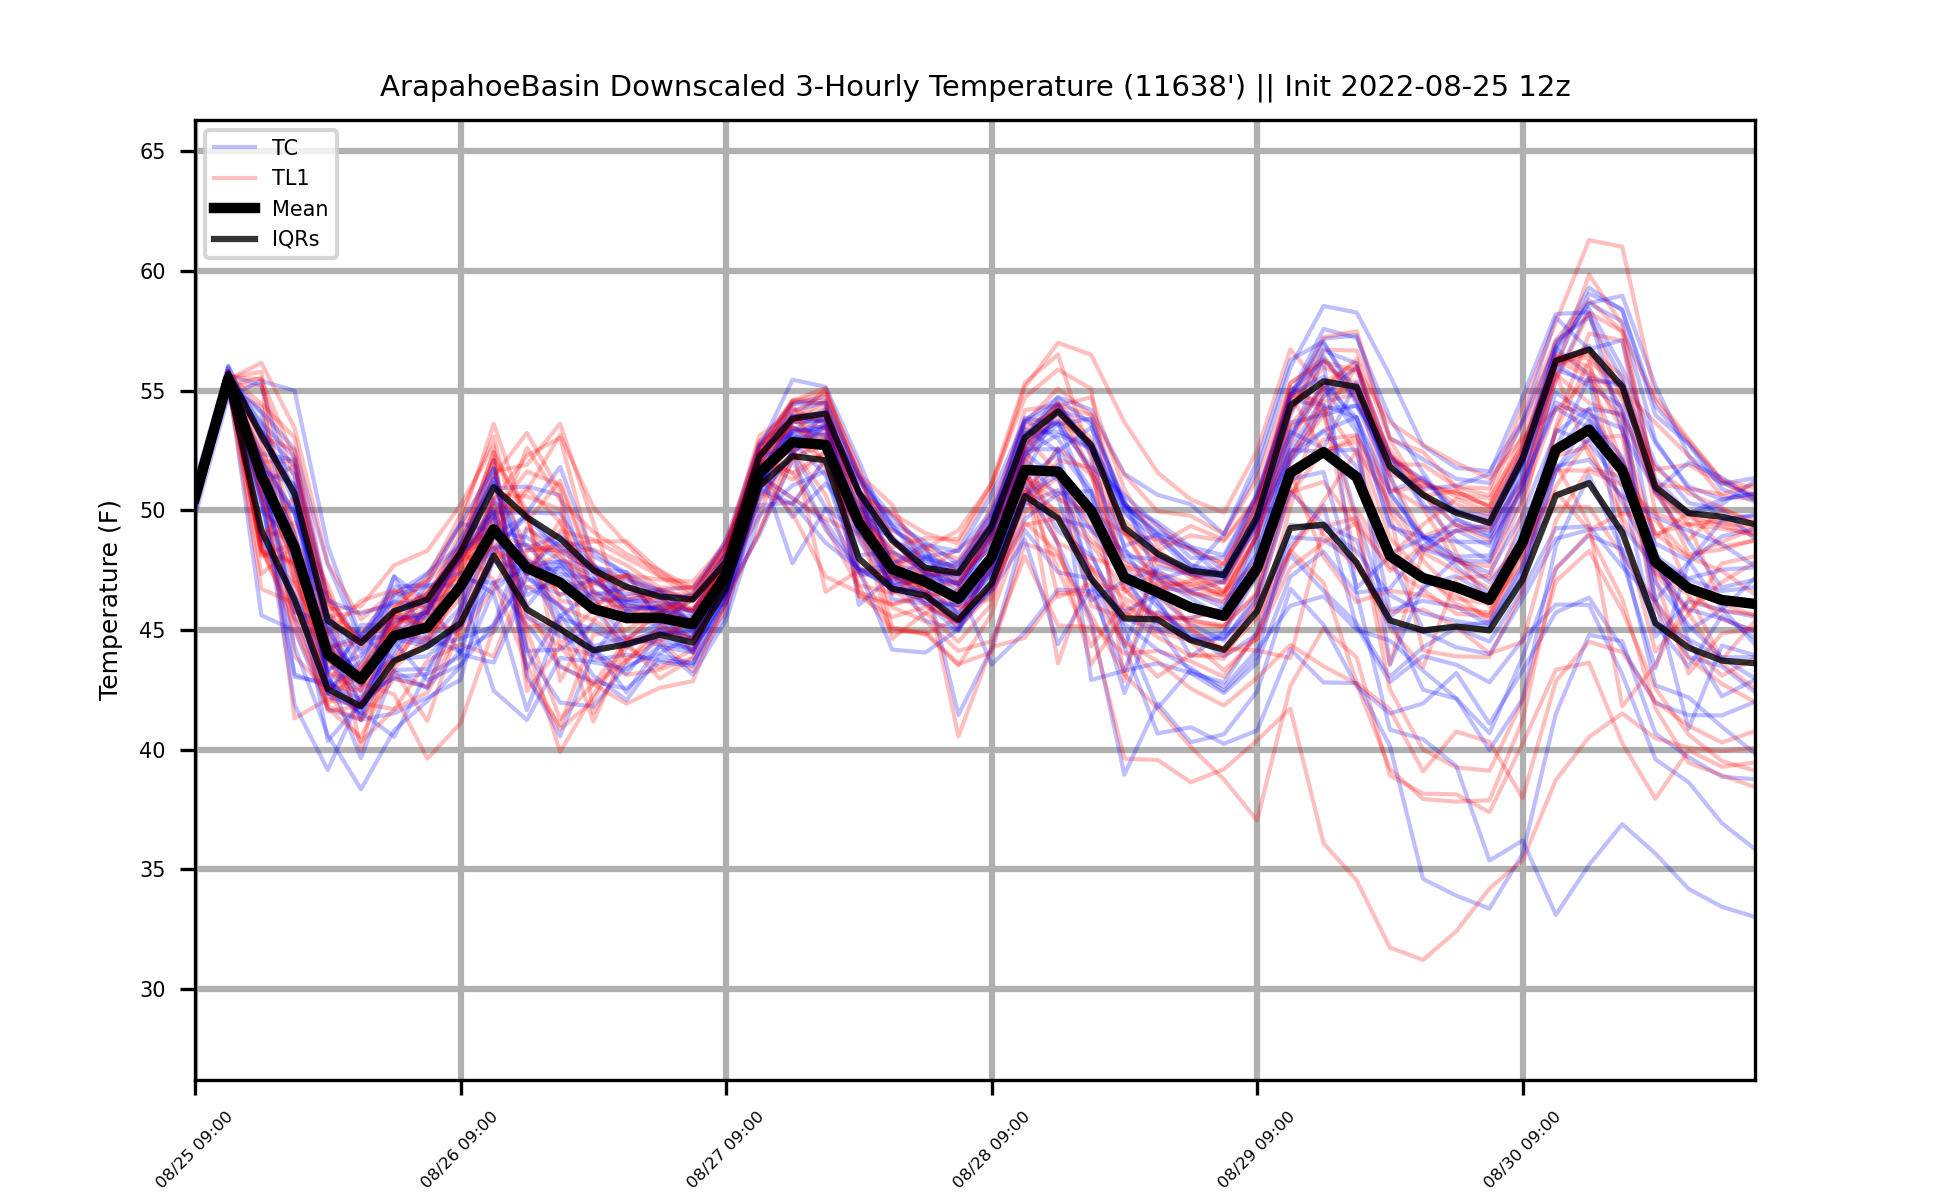 ArapahoeBasin Downscaled 3-Hourly Temperature (11638') || Init 2022-08-25 12z
TC
TL1
Mean
IQRs
Temperature (F)
65
60
55
50
45
40
35
30
08/25 09:00
08/26 09:00
08/27 09:00
08/28 09:00
08/29 09:00
08/30 09:00